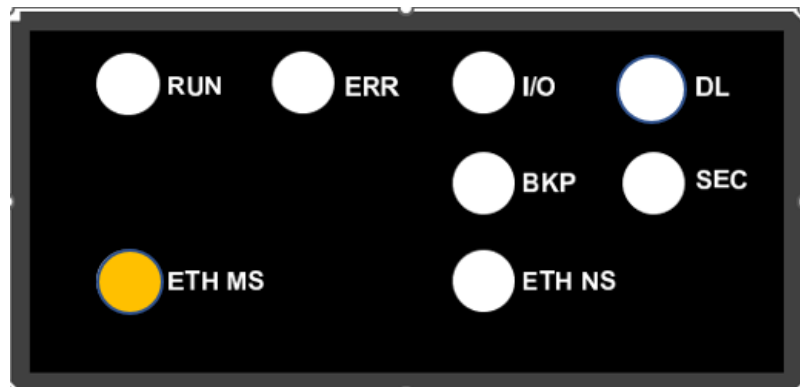 RUN ERR I/O DL
BKP SEC
ETH MS ETH NS